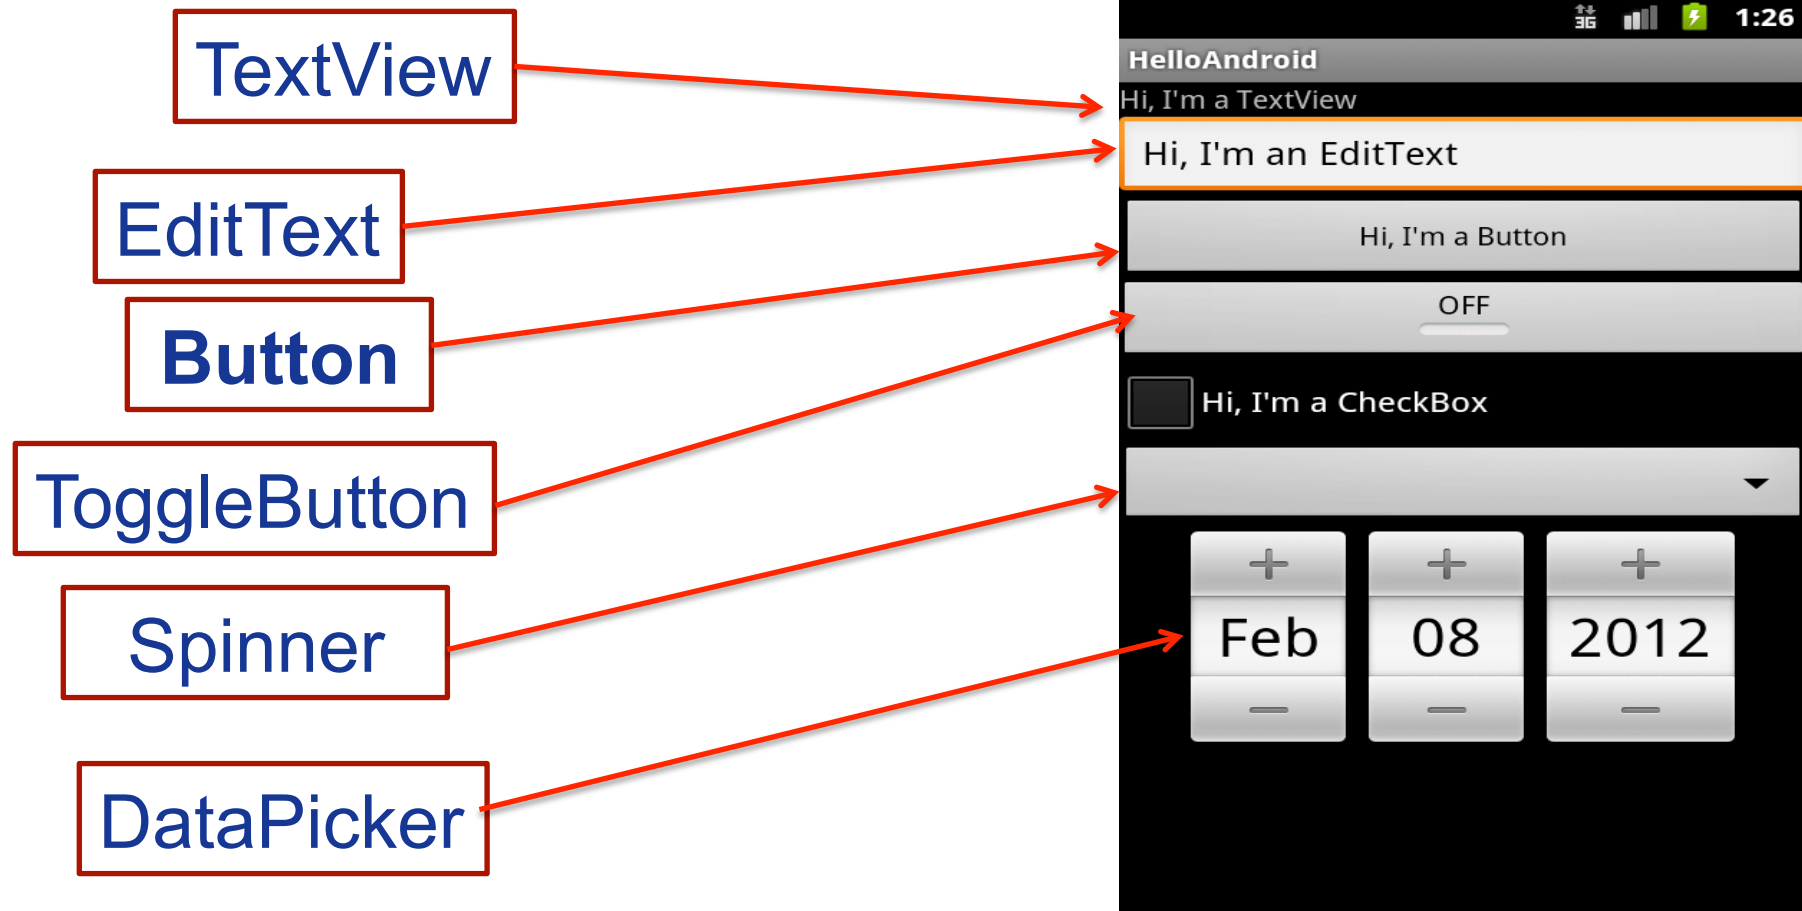 TextView
EditText
Button
ToggleButton
Spinner
DataPicker
3G 1:26
HelloAndroid
Hi, I'm a TextView
Hi, I'm an EditText
Hi, I'm a Button
OFF
Hi, I'm a CheckBox
+ + +
Feb 08 2012
− − −